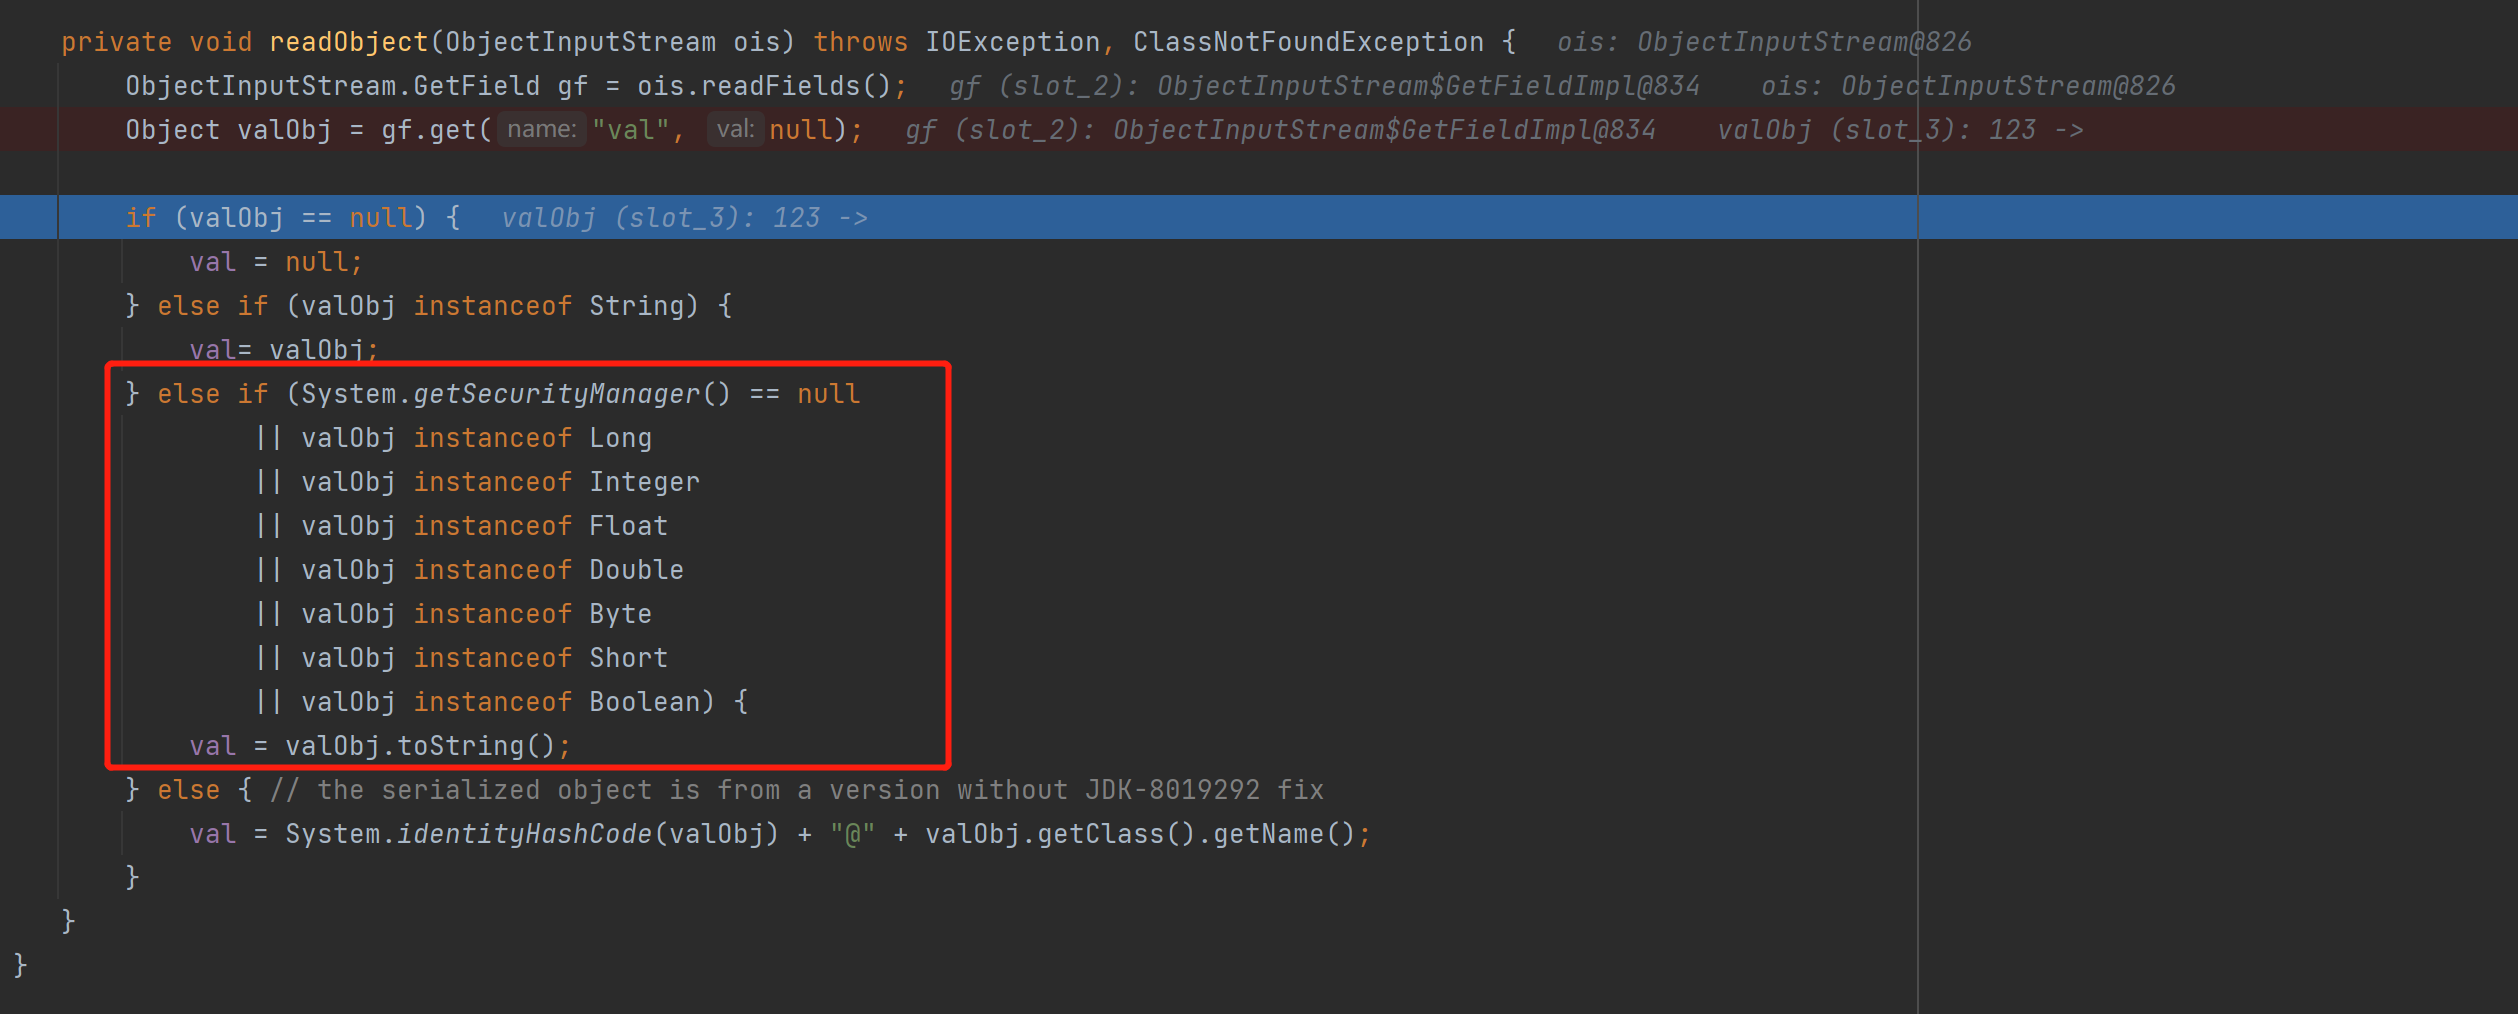 private void readObject(ObjectInputStream ois) throws IOException, ClassNotFoundException { ois: ObjectInputStream@826
ObjectInputStream.GetField gf = ois.readFields(); gf (slot_2): ObjectInputStream$GetFieldImpl@834 ois: ObjectInputStream@826
Object valObj = gf.get( name: "val", val: null); gf (slot_2): ObjectInputStream$GetFieldImpl@834 valObj (slot_3): 123 ->
if (valObj == null) { valObj (slot_3): 123 ->
val = null;
} else if (valObj instanceof String) {
val= valObj;
} else if (System.getSecurityManager() == null
|| valObj instanceof Long
|| valObj instanceof Integer
|| valObj instanceof Float
|| valObj instanceof Double
|| valObj instanceof Byte
|| valObj instanceof Short
|| valObj instanceof Boolean) {
val = valObj.toString();
} else { // the serialized object is from a version without JDK-8019292 fix
val = System.identityHashCode(valObj) + "@" + valObj.getClass().getName();
}
}
}